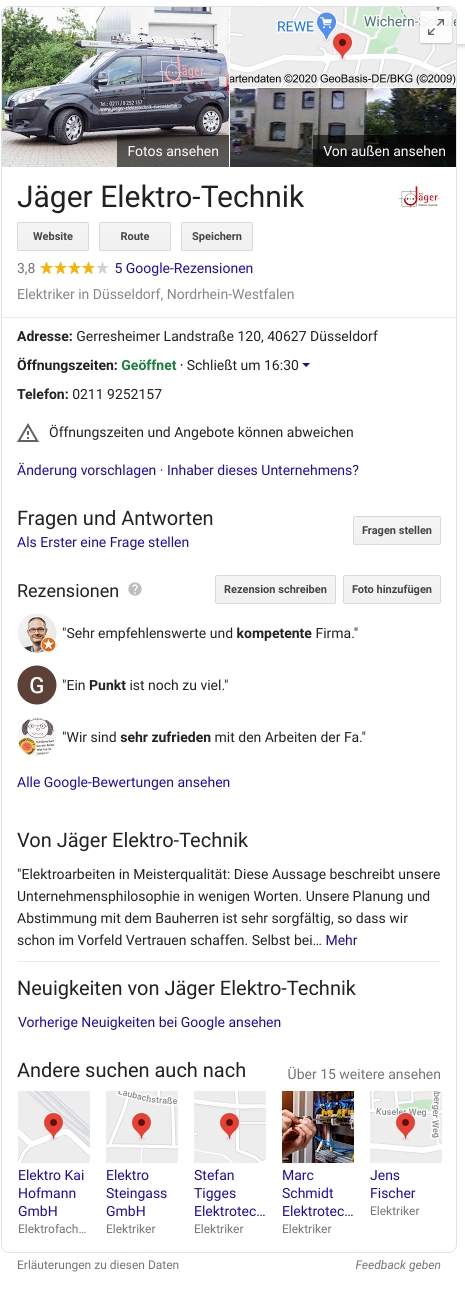 REWE
Wichern-Schule
Jäger
Tel.: 0211 / 9 252 157
artendaten ©2020 GeoBasis-DE/BKG (©2009)
Fotos ansehen
Von außen ansehen
Jäger Elektro-Technik
Jäger
Website
Route
Speichern
3,8 5 Google-Rezensionen
Elektriker in Düsseldorf, Nordrhein-Westfalen
Adresse: Gerresheimer Landstraße 120, 40627 Düsseldorf
Öffnungszeiten: Geöffnet · Schließt um 16:30
Telefon: 0211 9252157
Öffnungszeiten und Angebote können abweichen
Änderung vorschlagen · Inhaber dieses Unternehmens?
Fragen und Antworten
Fragen stellen
Als Erster eine Frage stellen
Rezensionen ?
Rezension schreiben
Foto hinzufügen
"Sehr empfehlenswerte und kompetente Firma."
G
"Ein Punkt ist noch zu viel."
"Wir sind sehr zufrieden mit den Arbeiten der Fa."
Alle Google-Bewertungen ansehen
Von Jäger Elektro-Technik
"Elektroarbeiten in Meisterqualität: Diese Aussage beschreibt unsere
Unternehmensphilosophie in wenigen Worten. Unsere Planung und
Abstimmung mit dem Bauherren ist sehr sorgfältig, so dass wir
schon im Vorfeld Vertrauen schaffen. Selbst bei… Mehr
Neuigkeiten von Jäger Elektro-Technik
Vorherige Neuigkeiten bei Google ansehen
Andere suchen auch nach
Über 15 weitere ansehen
Laubachstraße
Kuseler Weg
berger Weg
Elektro Kai
Hofmann
GmbH
Elektrofach...
Elektro
Steingass
GmbH
Elektriker
Stefan
Tigges
Elektrotec...
Elektriker
Marc
Schmidt
Elektrotec...
Elektriker
Jens
Fischer
Elektriker
Erläuterungen zu diesen Daten
Feedback geben